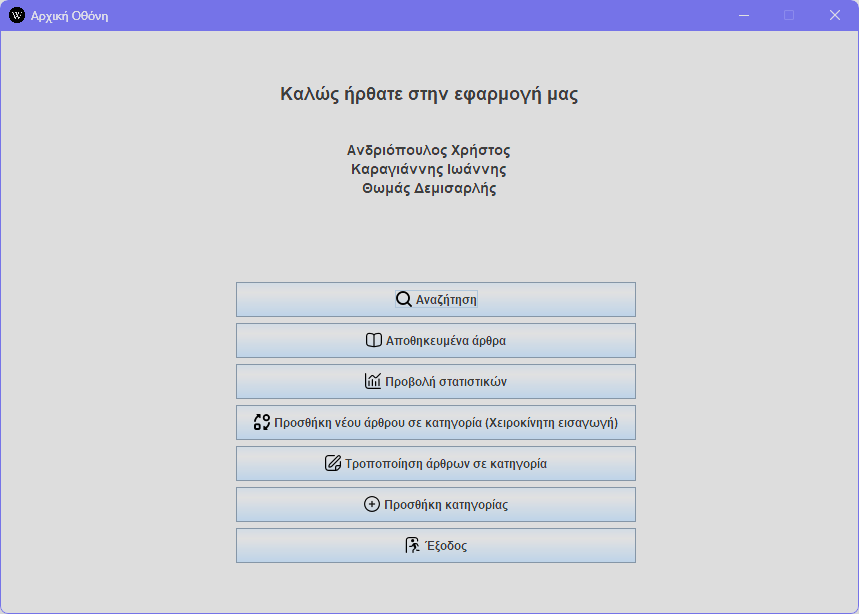 Αρχική Οθόνη
Καλώς ήρθατε στην εφαρμογή μας
Ανδριόπουλος Χρήστος
Καραγιάννης Ιωάννης
Θωμάς Δεμισαρλής
Αναζήτηση
Αποθηκευμένα άρθρα
Προβολή στατιστικών
Προσθήκη νέου άρθρου σε κατηγορία (Χειροκίνητη εισαγωγή)
Τροποποίηση άρθρων σε κατηγορία
Προσθήκη κατηγορίας
Έξοδος